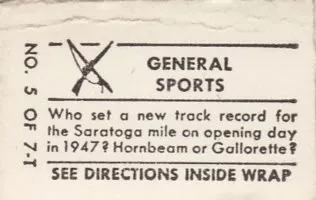 NO. 5 OF 7-T
GENERAL
SPORTS
Who set a new track record for
the Saratoga mile on opening day
in 1947? Hornbeam or Gallorette?
SEE DIRECTIONS INSIDE WRAP